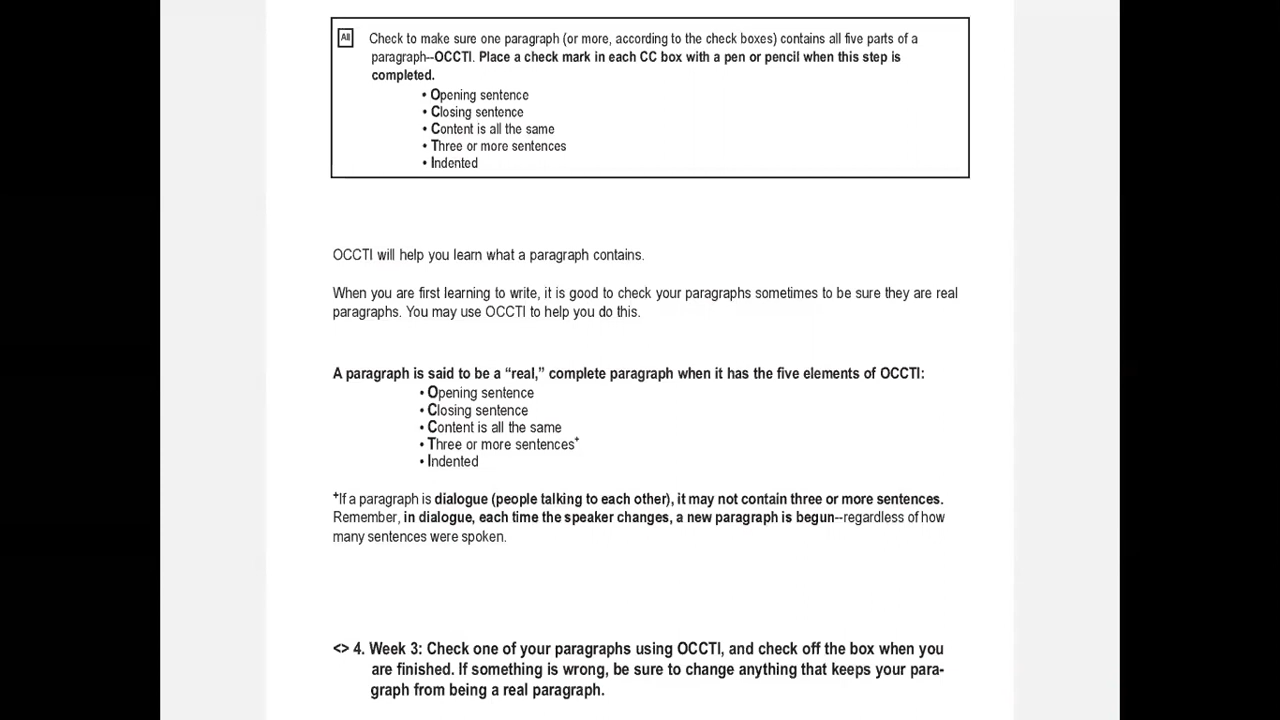 All Check to make sure one paragraph (or more, according to the check boxes) contains all five parts of a
paragraph--OCCTI. Place a check mark in each CC box with a pen or pencil when this step is
completed.
• Opening sentence
• Closing sentence
• Content is all the same
• Three or more sentences
• Indented
OCCTI will help you learn what a paragraph contains.
When you are first learning to write, it is good to check your paragraphs sometimes to be sure they are real
paragraphs. You may use OCCTI to help you do this.
A paragraph is said to be a “real,” complete paragraph when it has the five elements of OCCTI:
• Opening sentence
• Closing sentence
• Content is all the same
• Three or more sentences+
• Indented
+If a paragraph is dialogue (people talking to each other), it may not contain three or more sentences.
Remember, in dialogue, each time the speaker changes, a new paragraph is begun--regardless of how
many sentences were spoken.
<> 4. Week 3: Check one of your paragraphs using OCCTI, and check off the box when you
are finished. If something is wrong, be sure to change anything that keeps your para-
graph from being a real paragraph.